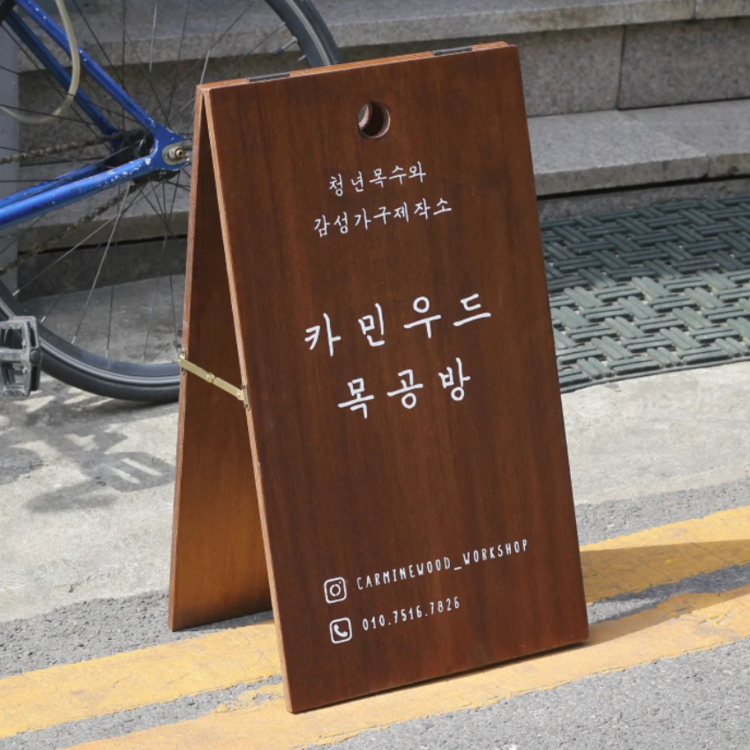 청년목수와
감성가구제작소
카민우드
목공방
CARMINEWOOD_WORKSHOP
010.7516.7826